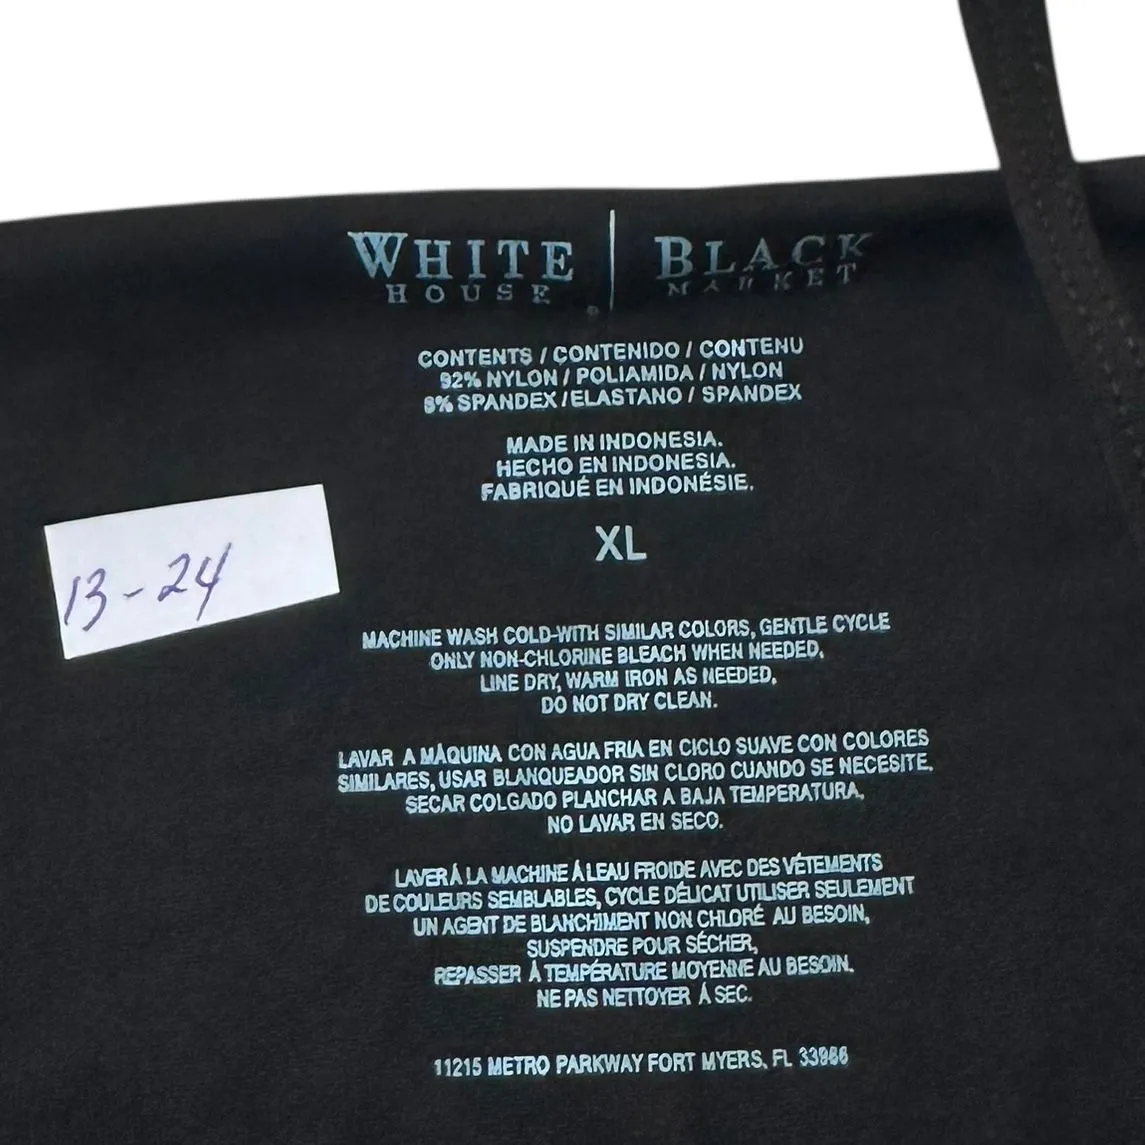 WHITE HOUSE | BLACK MARKET
CONTENTS / CONTENIDO / CONTENU
92% NYLON / POLIAMIDA / NYLON
8% SPANDEX / ELASTANO / SPANDEX
MADE IN INDONESIA.
HECHO EN INDONESIA.
FABRIQUÉ EN INDONÉSIE.
XL
13-24
MACHINE WASH COLD-WITH SIMILAR COLORS, GENTLE CYCLE
ONLY NON-CHLORINE BLEACH WHEN NEEDED,
LINE DRY, WARM IRON AS NEEDED,
DO NOT DRY CLEAN.
LAVAR A MÁQUINA CON AGUA FRIA EN CICLO SUAVE CON COLORES
SIMILARES, USAR BLANQUEADOR SIN CLORO CUANDO SE NECESITE,
SECAR COLGADO PLANCHAR A BAJA TEMPERATURA,
NO LAVAR EN SECO.
LAVER À LA MACHINE À LEAU FROIDE AVEC DES VÉTEMENTS
DE COULEURS SEMBLABLES, CYCLE DÉLICAT UTILISER SEULEMENT
UN AGENT DE BLANCHIMENT NON CHLORÉ AU BESOIN,
SUSPENDRE POUR SÉCHER,
REPASSER À TEMPÉRATURE MOYENNE AU BESOIN.
NE PAS NETTOYER À SEC.
11215 METRO PARKWAY FORT MYERS, FL 33966